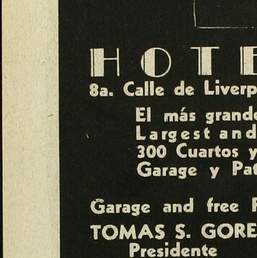 HOTE
8a. Calle de Liverp
El más grande
Largest and
300 Cuartos y
Garage y Pat
Garage and free P
TOMAS S. GORE
Presidente